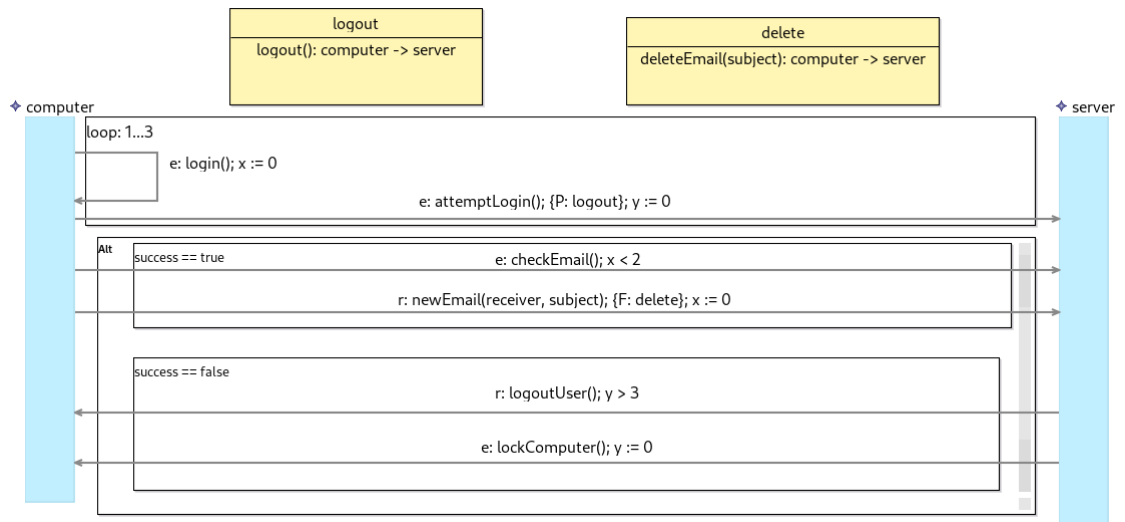 logout
logout(): computer -> server
delete
deleteEmail(subject): computer -> server
computer
server
loop: 1...3
e: login(); x := 0
e: attemptLogin(); {P: logout}; y := 0
Alt
success == true
e: checkEmail(); x < 2
r: newEmail(receiver, subject); {F: delete}; x := 0
success == false
r: logoutUser(); y > 3
e: lockComputer(); y := 0